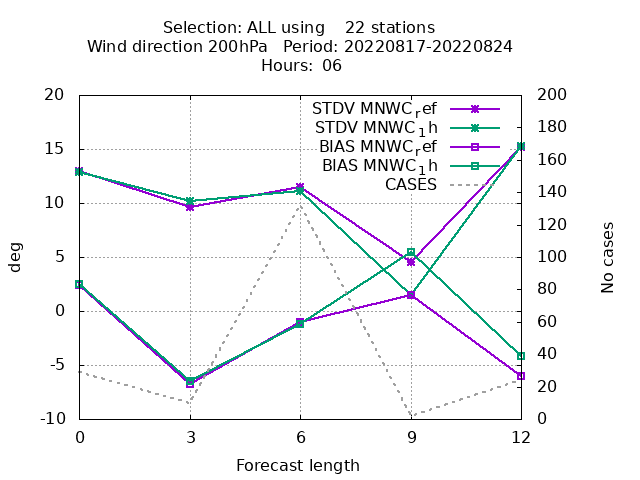 Selection: ALL using    22 stations
Wind direction 200hPa   Period: 20220817-20220824
Hours: 06
STDV MNWC_ref
STDV MNWC_1h
BIAS MNWC_ref
BIAS MNWC_1h
CASES
20
15
10
5
0
-5
-10
deg
200
180
160
140
120
100
80
60
40
20
0
No cases
0 3 6 9 12
Forecast length